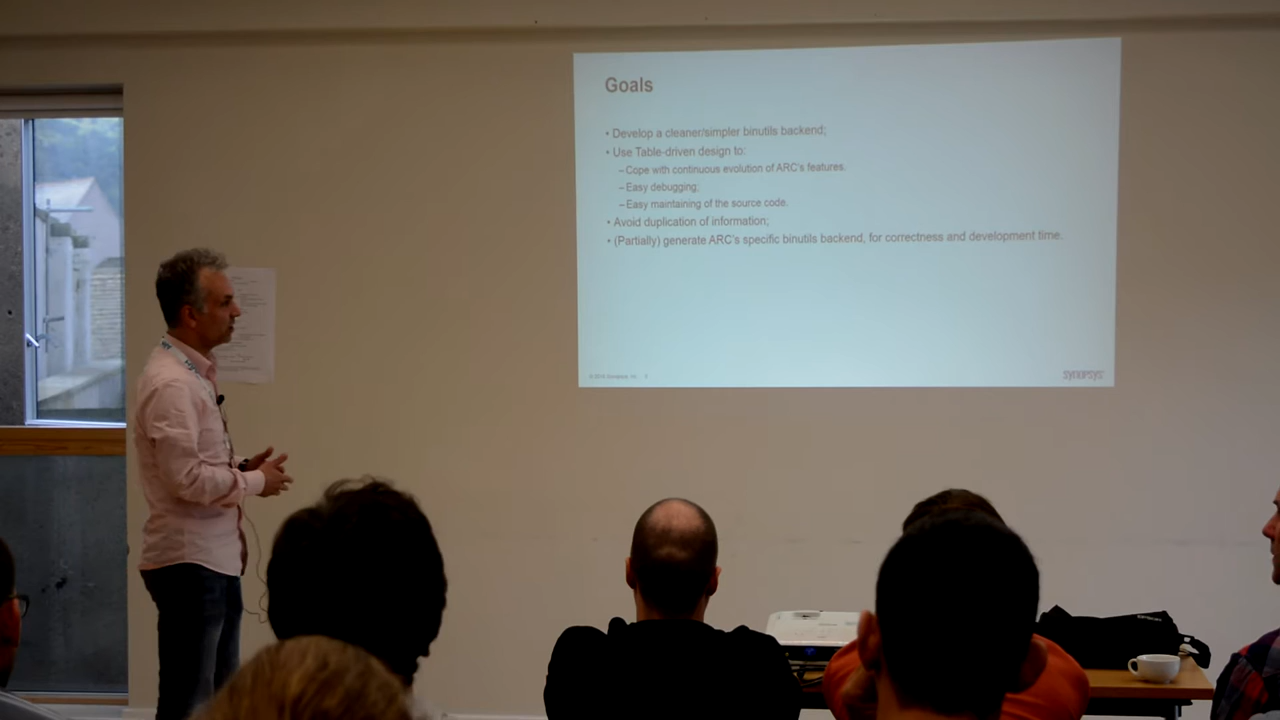 Goals
• Develop a cleaner/simpler binutils backend;
• Use Table-driven design to:
– Cope with continuous evolution of ARC's features.
– Easy debugging;
– Easy maintaining of the source code.
• Avoid duplication of information;
• (Partially) generate ARC's specific binutils backend, for correctness and development time.
SYNOPSYS